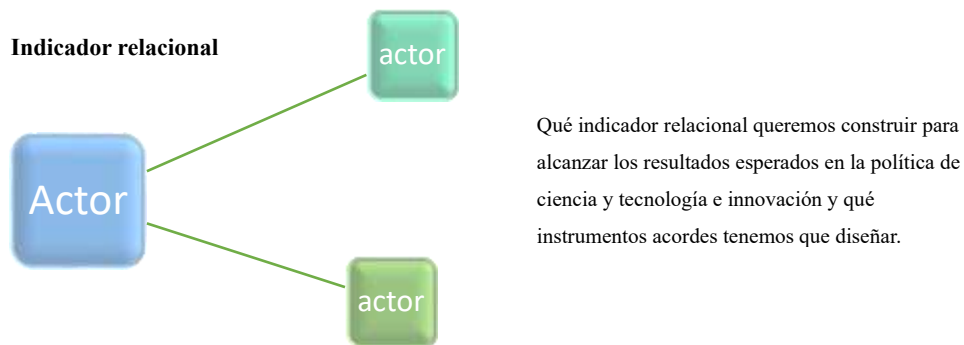 Indicador relacional
actor
Actor
actor
Qué indicador relacional queremos construir para
alcanzar los resultados esperados en la política de
ciencia y tecnología e innovación y qué
instrumentos acordes tenemos que diseñar.